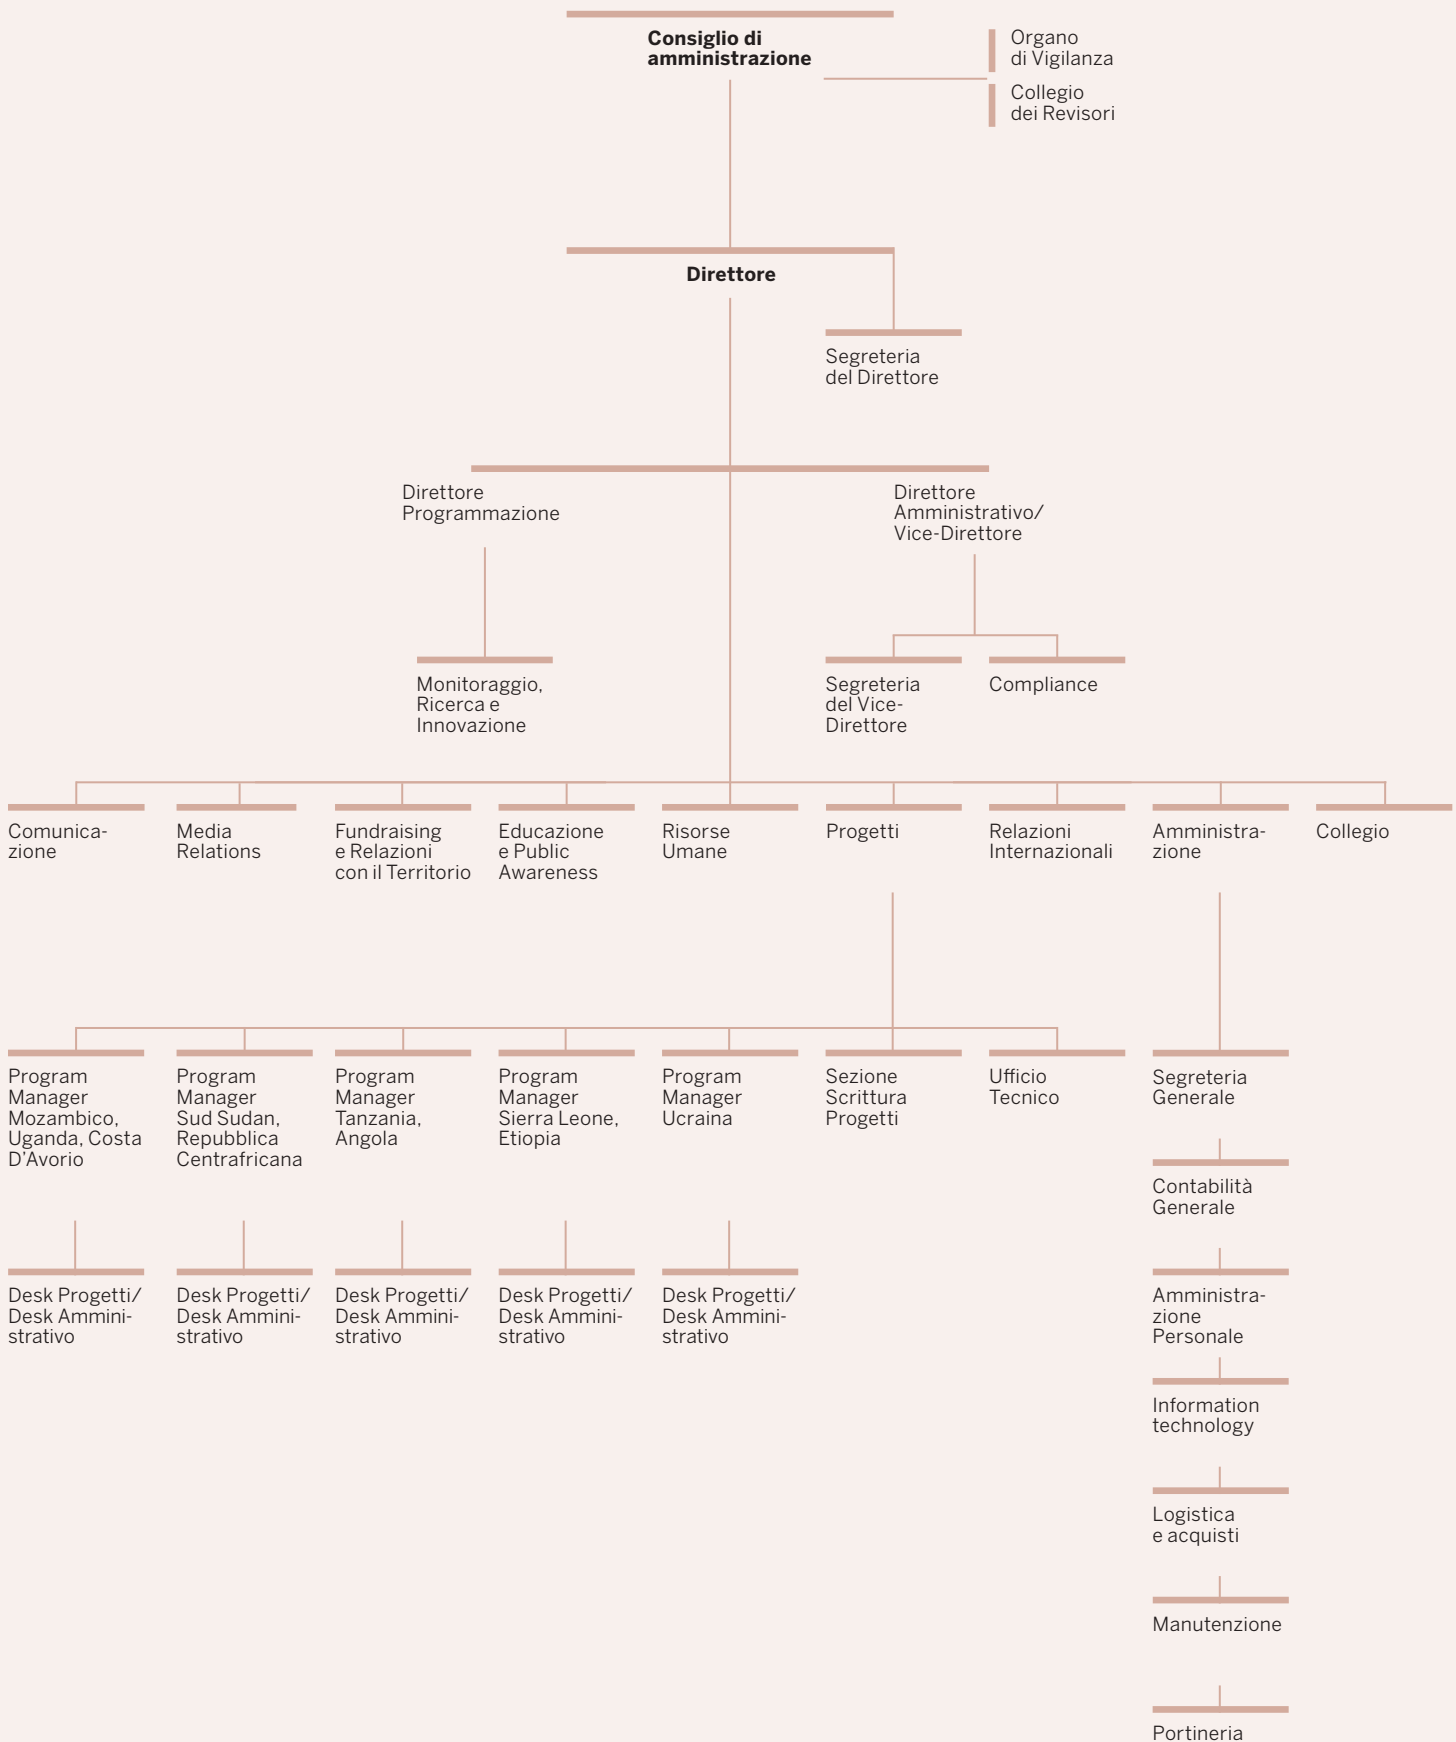 Consiglio di
amministrazione
Organo
di Vigilanza
Collegio
dei Revisori
Direttore
Segreteria
del Direttore
Direttore
Programmazione
Direttore
Amministrativo/
Vice-Direttore
Monitoraggio,
Ricerca e
Innovazione
Segreteria
del Vice-
Direttore
Compliance
Comunica-
zione
Media
Relations
Fundraising
e Relazioni
con il Territorio
Educazione
e Public
Awareness
Risorse
Umane
Progetti
Relazioni
Internazionali
Amministra-
zione
Collegio
Program
Manager
Mozambico,
Uganda, Costa
D'Avorio
Program
Manager
Sud Sudan,
Repubblica
Centrafricana
Program
Manager
Tanzania,
Angola
Program
Manager
Sierra Leone,
Etiopia
Program
Manager
Ucraina
Sezione
Scrittura
Progetti
Ufficio
Tecnico
Segreteria
Generale
Contabilità
Generale
Desk Progetti/
Desk Ammini-
strativo
Desk Progetti/
Desk Ammini-
strativo
Desk Progetti/
Desk Ammini-
strativo
Desk Progetti/
Desk Ammini-
strativo
Desk Progetti/
Desk Ammini-
strativo
Amministra-
zione
Personale
Information
technology
Logistica
e acquisti
Manutenzione
Portineria